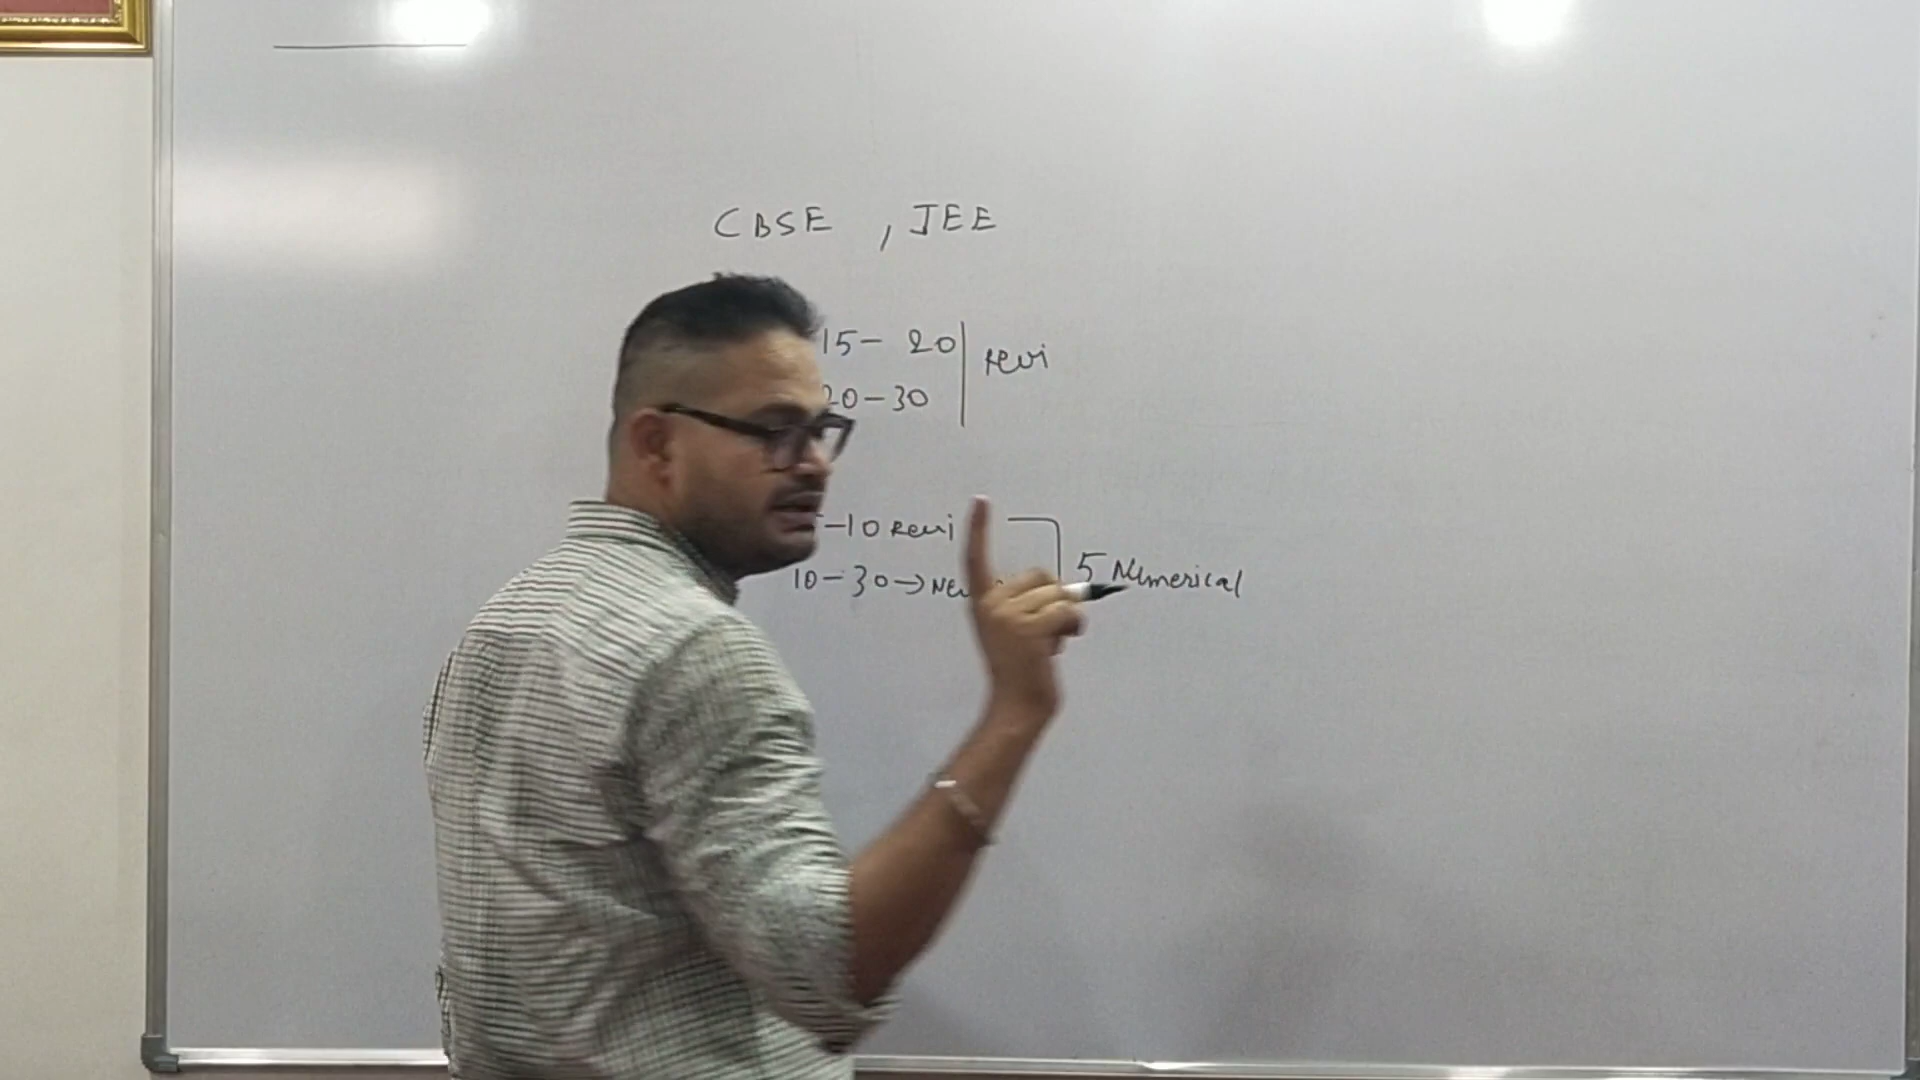 CBSE , JEE
15 - 20 revi
20 - 30
-10 Revi
10 - 30 → 5 Numerical